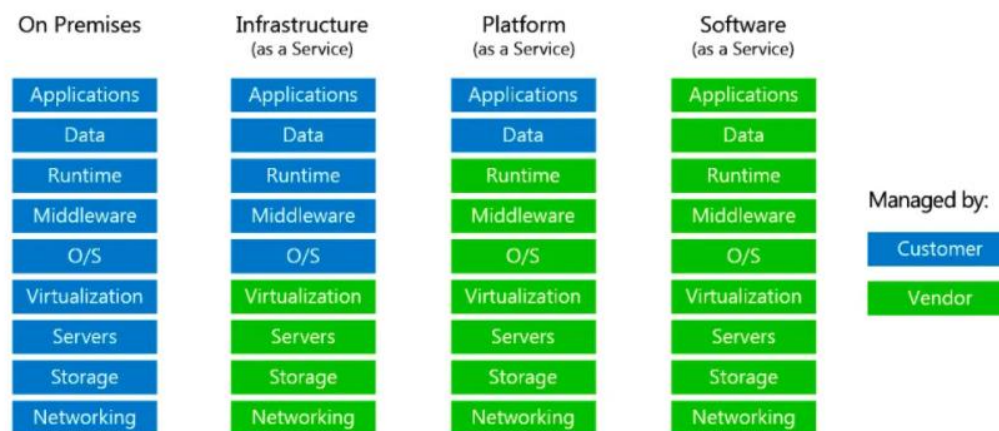 On Premises
Infrastructure
(as a Service)
Platform
(as a Service)
Software
(as a Service)
Applications
Applications
Applications
Applications
Data
Data
Data
Data
Runtime
Runtime
Runtime
Runtime
Middleware
Middleware
Middleware
Middleware
Managed by:
O/S
O/S
O/S
O/S
Customer
Virtualization
Virtualization
Virtualization
Virtualization
Vendor
Servers
Servers
Servers
Servers
Storage
Storage
Storage
Storage
Networking
Networking
Networking
Networking